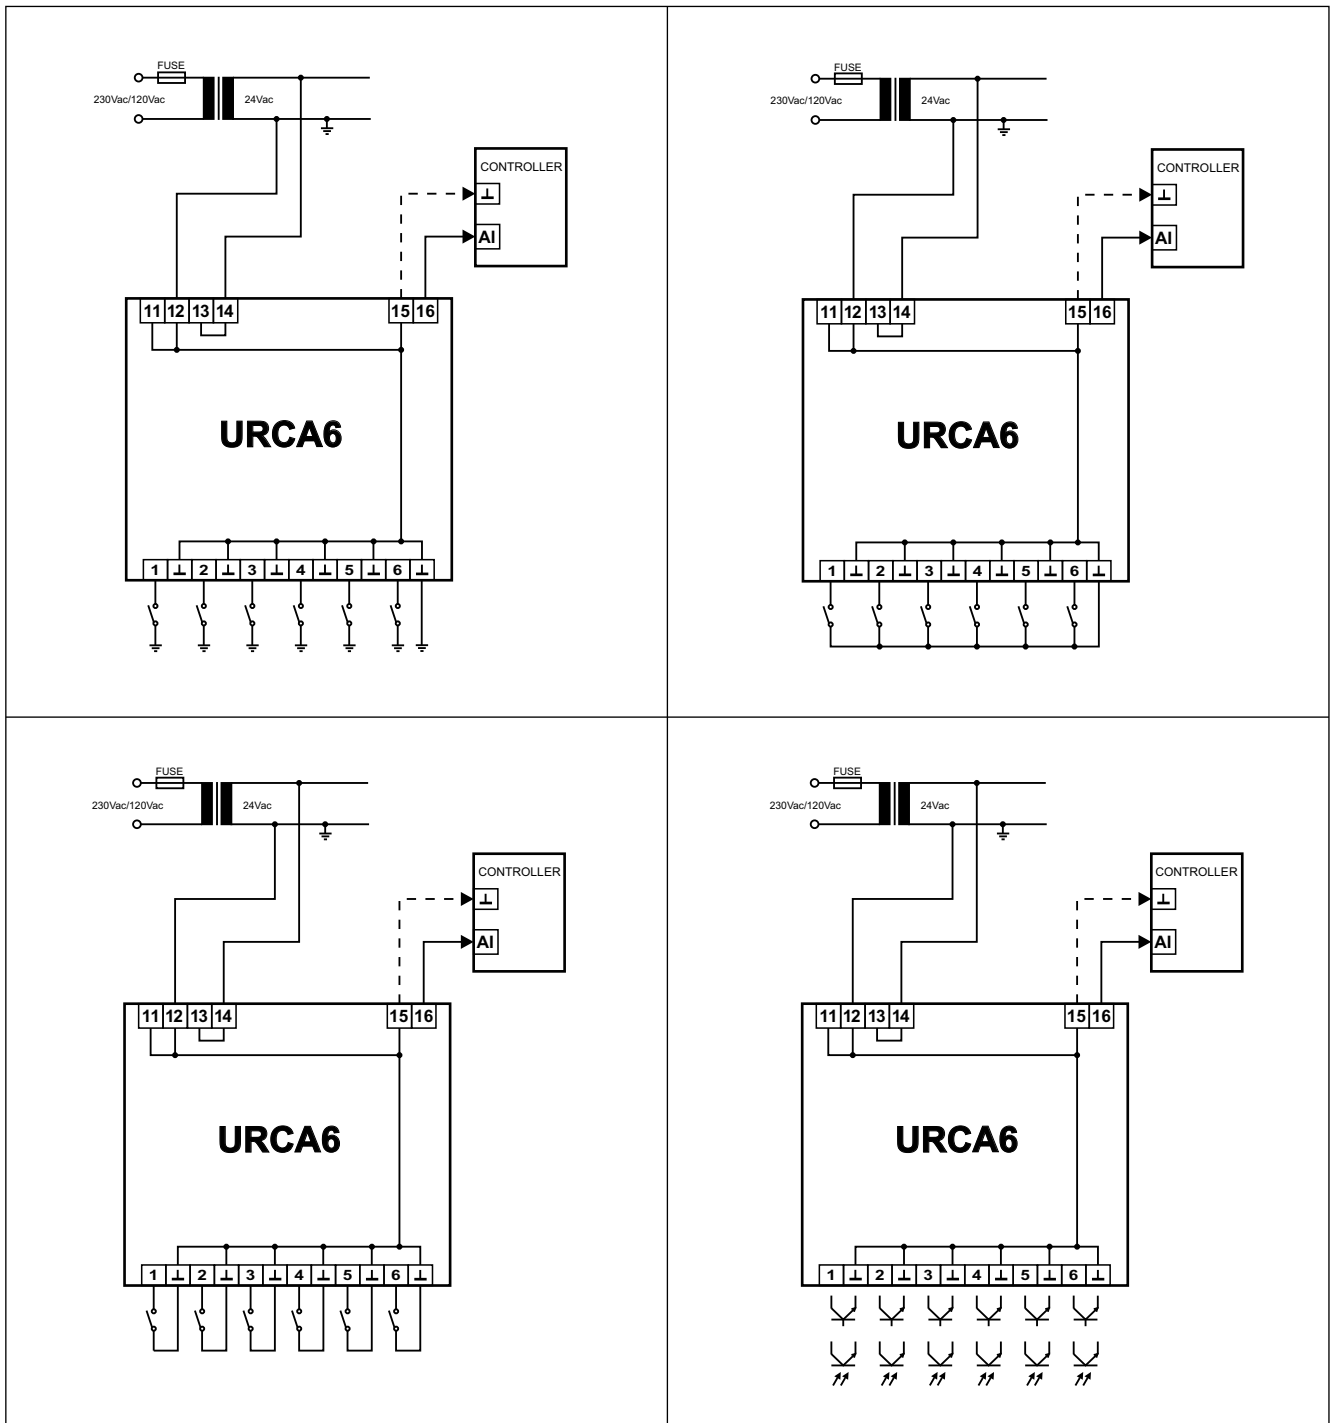 FUSE
230Vac/120Vac 24Vac
CONTROLLER
⊥
AI
11 12 13 14 15 16
URCA6
1 ⊥ 2 ⊥ 3 ⊥ 4 ⊥ 5 ⊥ 6 ⊥
FUSE
230Vac/120Vac 24Vac
CONTROLLER
⊥
AI
11 12 13 14 15 16
URCA6
1 ⊥ 2 ⊥ 3 ⊥ 4 ⊥ 5 ⊥ 6 ⊥
FUSE
230Vac/120Vac 24Vac
CONTROLLER
⊥
AI
11 12 13 14 15 16
URCA6
1 ⊥ 2 ⊥ 3 ⊥ 4 ⊥ 5 ⊥ 6 ⊥
FUSE
230Vac/120Vac 24Vac
CONTROLLER
⊥
AI
11 12 13 14 15 16
URCA6
1 ⊥ 2 ⊥ 3 ⊥ 4 ⊥ 5 ⊥ 6 ⊥